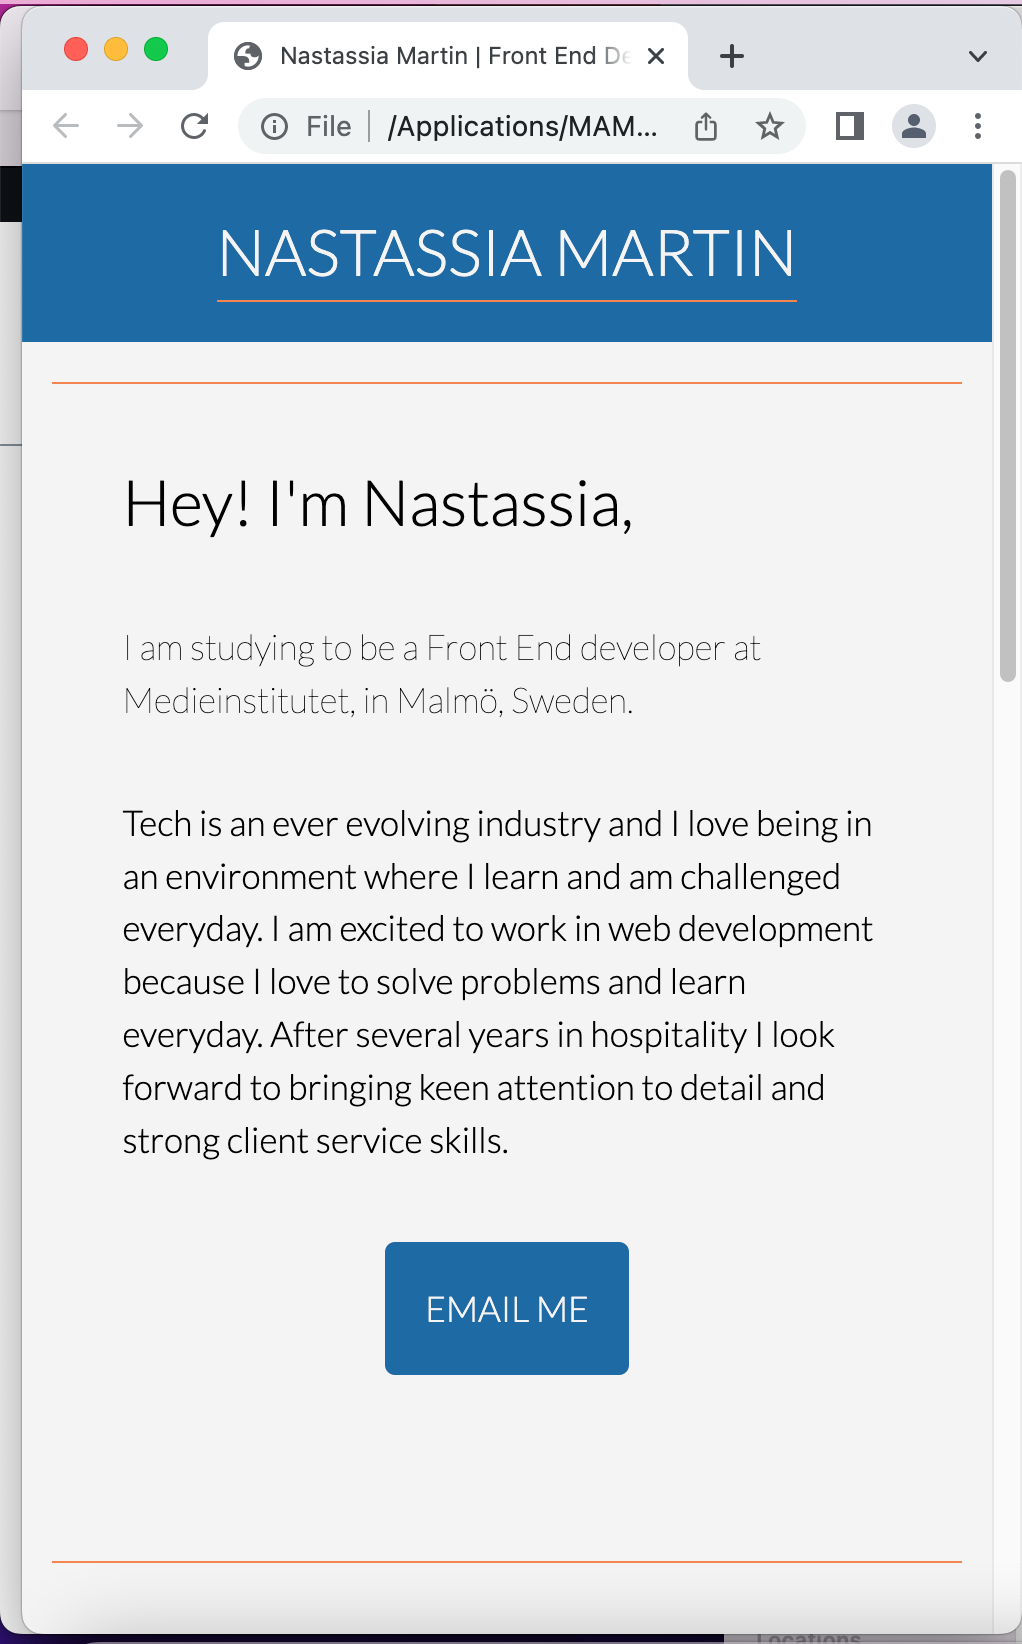 Nastassia Martin | Front End De
File
/Applications/MAM...
NASTASSIA MARTIN
Hey! I'm Nastassia,
I am studying to be a Front End developer at
Medieinstitutet, in Malmö, Sweden.
Tech is an ever evolving industry and I love being in
an environment where I learn and am challenged
everyday. I am excited to work in web development
because I love to solve problems and learn
everyday. After several years in hospitality I look
forward to bringing keen attention to detail and
strong client service skills.
EMAIL ME
Locations